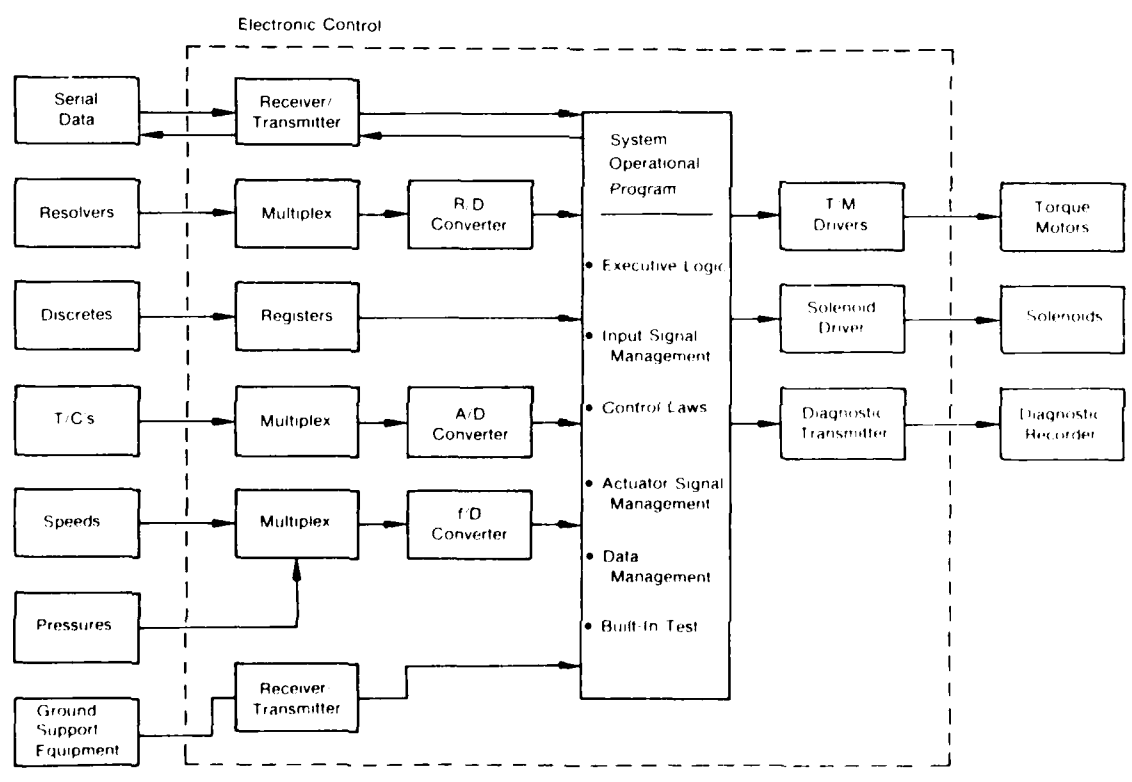 Electronic Control
Serial
Data
Receiver/
Transmitter
System
Operational
Program
Resolvers
Multiplex
R/D
Converter
T/M
Drivers
Torque
Motors
• Executive Logic
Discretes
Registers
Solenoid
Driver
Solenoids
• Input Signal
Management
T/C's
Multiplex
A/D
Converter
• Control Laws
Diagnostic
Transmitter
Diagnostic
Recorder
Speeds
Multiplex
f/D
Converter
• Actuator Signal
Management
• Data
Management
Pressures
• Built-In Test
Ground
Support
Equipment
Receiver-
Transmitter